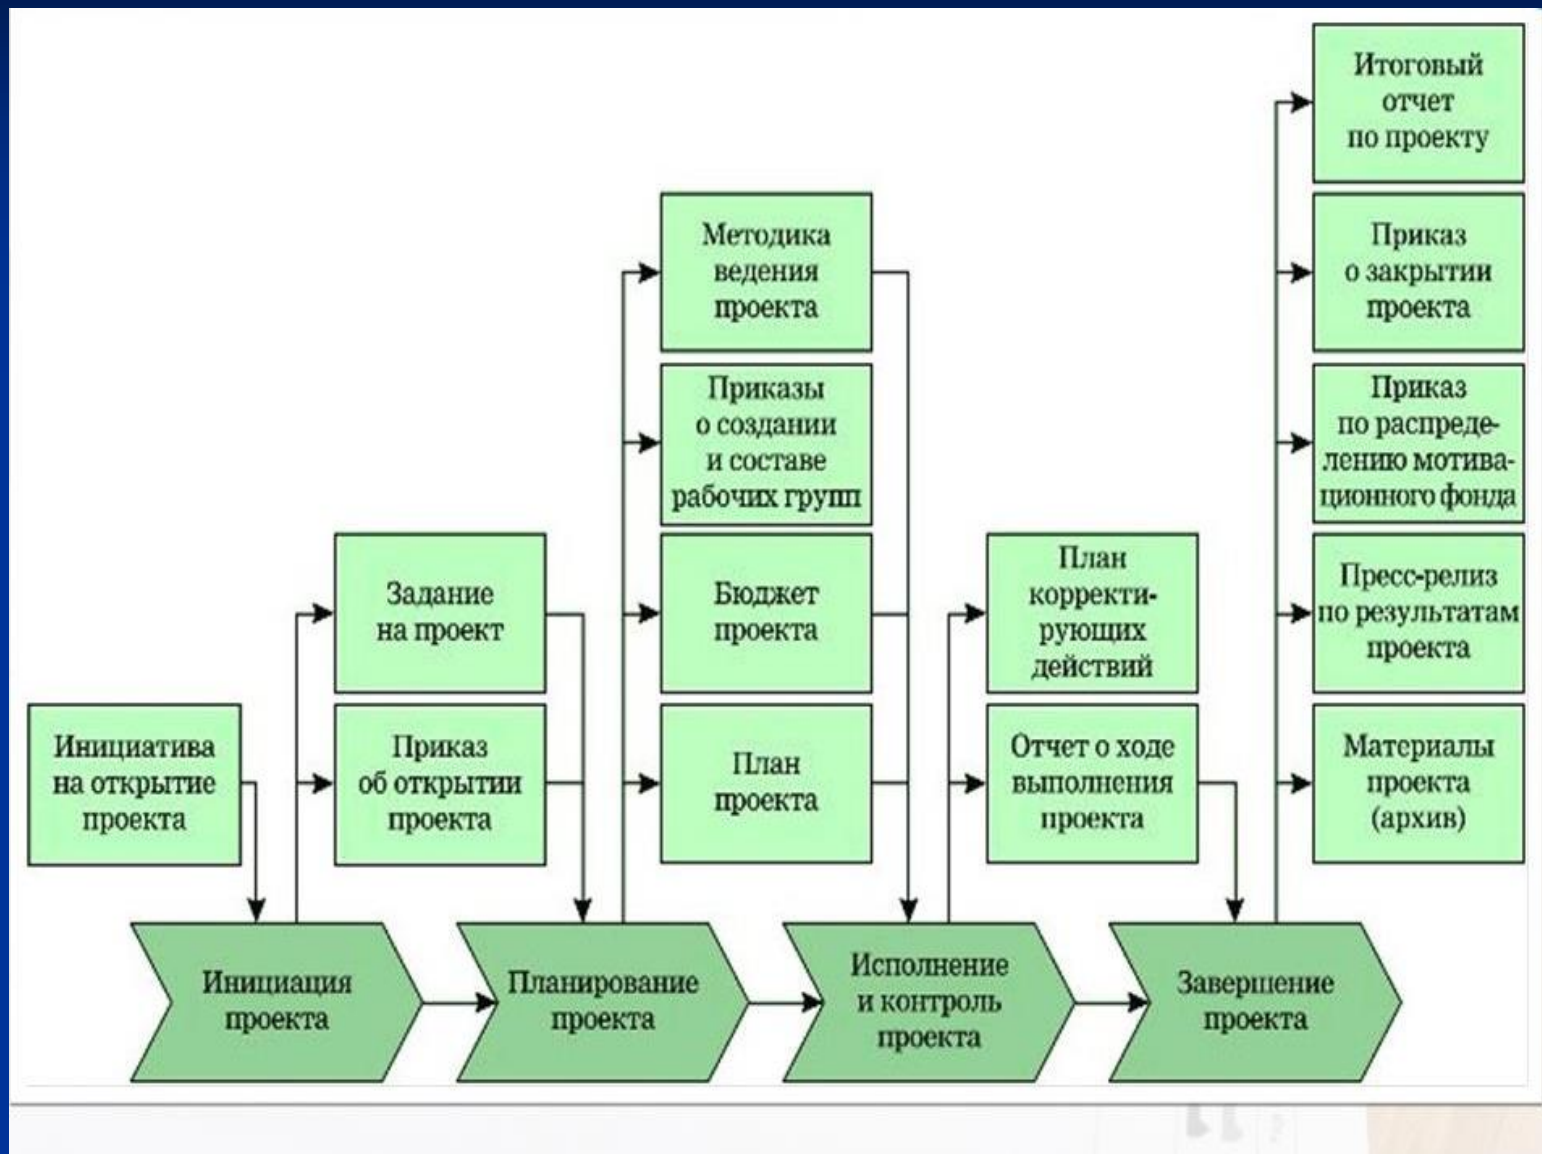 Итоговый
отчет
по проекту
Методика
ведения
проекта
Приказ
о закрытии
проекта
Приказы
о создании
и составе
рабочих групп
Приказ
по распреде-
лению мотива-
ционного фонда
Задание
на проект
Бюджет
проекта
План
корректи-
рующих
действий
Пресс-релиз
по результатам
проекта
Инициатива
на открытие
проекта
Приказ
об открытии
проекта
План
проекта
Отчет о ходе
выполнения
проекта
Материалы
проекта
(архив)
Инициация
проекта
Планирование
проекта
Исполнение
и контроль
проекта
Завершение
проекта